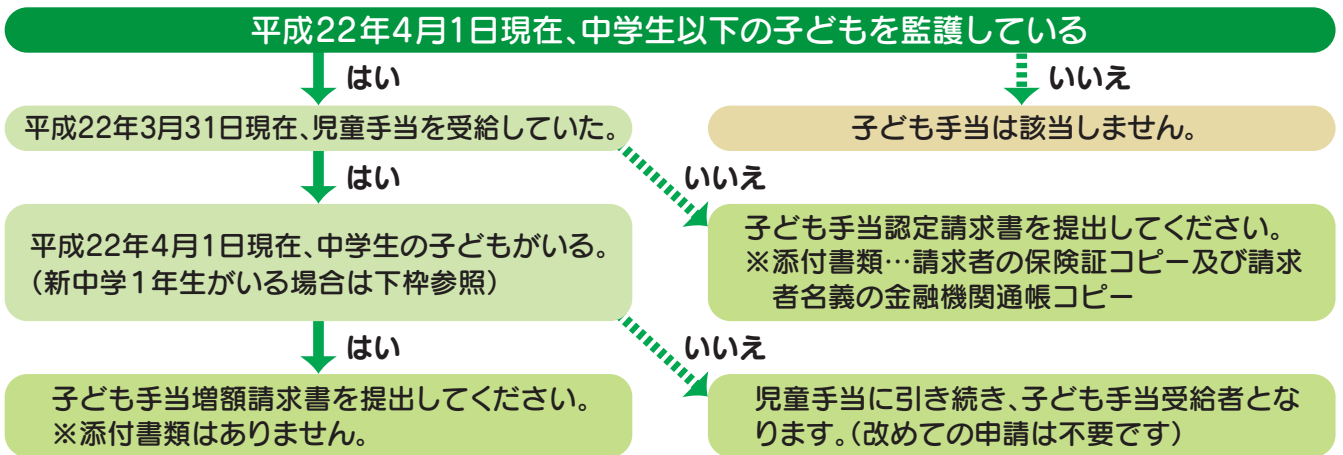 平成22年4月1日現在、中学生以下の子どもを監護している
はい
いいえ
平成22年3月31日現在、児童手当を受給していた。
子ども手当は該当しません。
はい
いいえ
平成22年4月1日現在、中学生の子どもがいる。
（新中学１年生がいる場合は下枠参照）
子ども手当認定請求書を提出してください。
※添付書類…請求者の保険証コピー及び請求
者名義の金融機関通帳コピー
はい
いいえ
子ども手当増額請求書を提出してください。
※添付書類はありません。
児童手当に引き続き、子ども手当受給者とな
ります。（改めての申請は不要です）